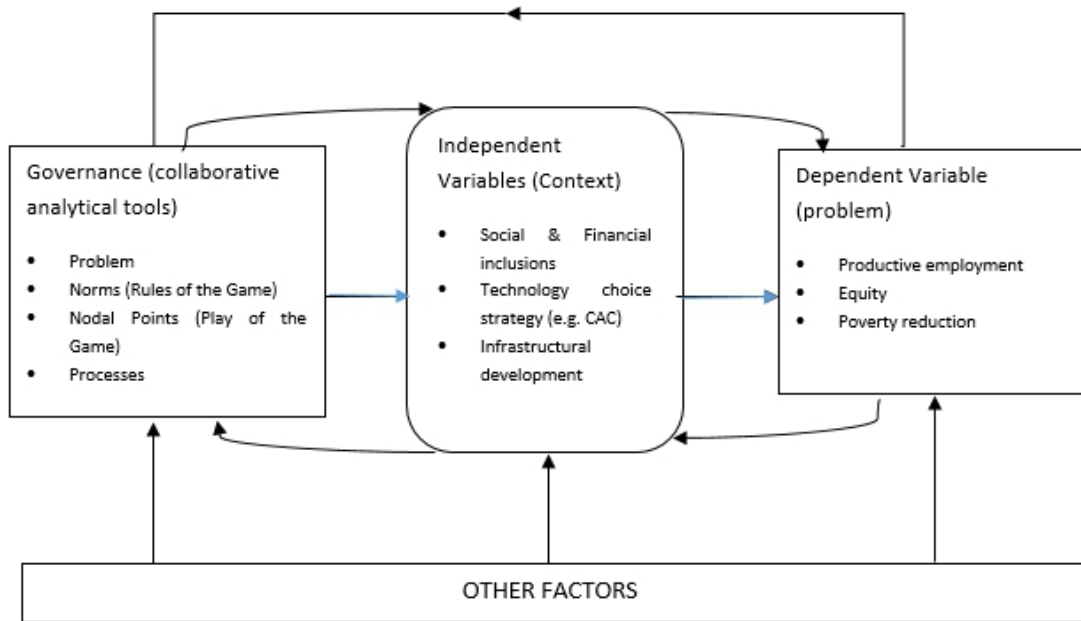 Governance (collaborative
analytical tools)
• Problem
• Norms (Rules of the Game)
• Nodal Points (Play of the
Game)
• Processes
Independent
Variables (Context)
• Social & Financial
inclusions
• Technology choice
strategy (e.g. CAC)
• Infrastructural
development
Dependent Variable
(problem)
• Productive employment
• Equity
• Poverty reduction
OTHER FACTORS